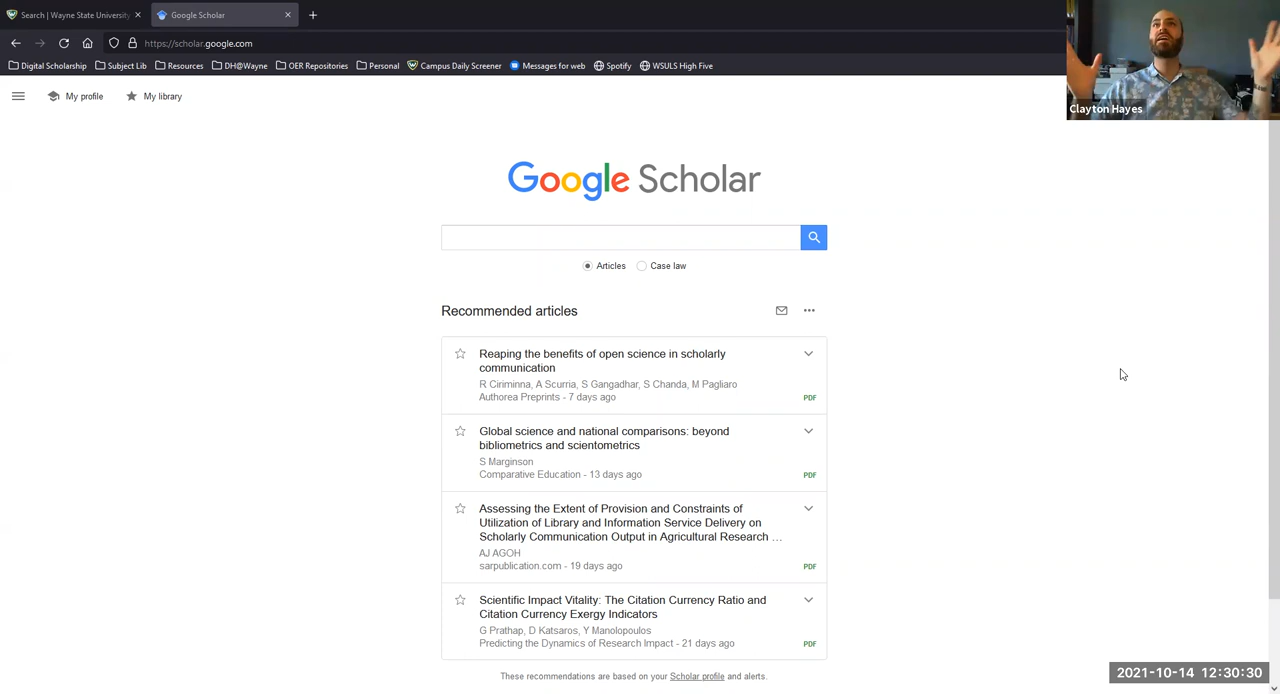 Search | Wayne State University
Google Scholar
https://scholar.google.com
Digital Scholarship
Subject Lib
Resources
DH@Wayne
OER Repositories
Personal
Campus Daily Screener
Messages for web
Spotify
WSULS High Five
Clayton Hayes
My profile
My library
Google Scholar
Articles
Case law
Recommended articles
Reaping the benefits of open science in scholarly
communication
R Ciriminna, A Scurria, S Gangadhar, S Chanda, M Pagliaro
Authorea Preprints - 7 days ago
PDF
Global science and national comparisons: beyond
bibliometrics and scientometrics
S Marginson
Comparative Education - 13 days ago
PDF
Assessing the Extent of Provision and Constraints of
Utilization of Library and Information Service Delivery on
Scholarly Communication Output in Agricultural Research …
AJ AGOH
sarpublication.com - 19 days ago
PDF
Scientific Impact Vitality: The Citation Currency Ratio and
Citation Currency Exergy Indicators
G Prathap, D Katsaros, Y Manolopoulos
Predicting the Dynamics of Research Impact - 21 days ago
PDF
These recommendations are based on your Scholar profile and alerts.
2021-10-14 12:30:30